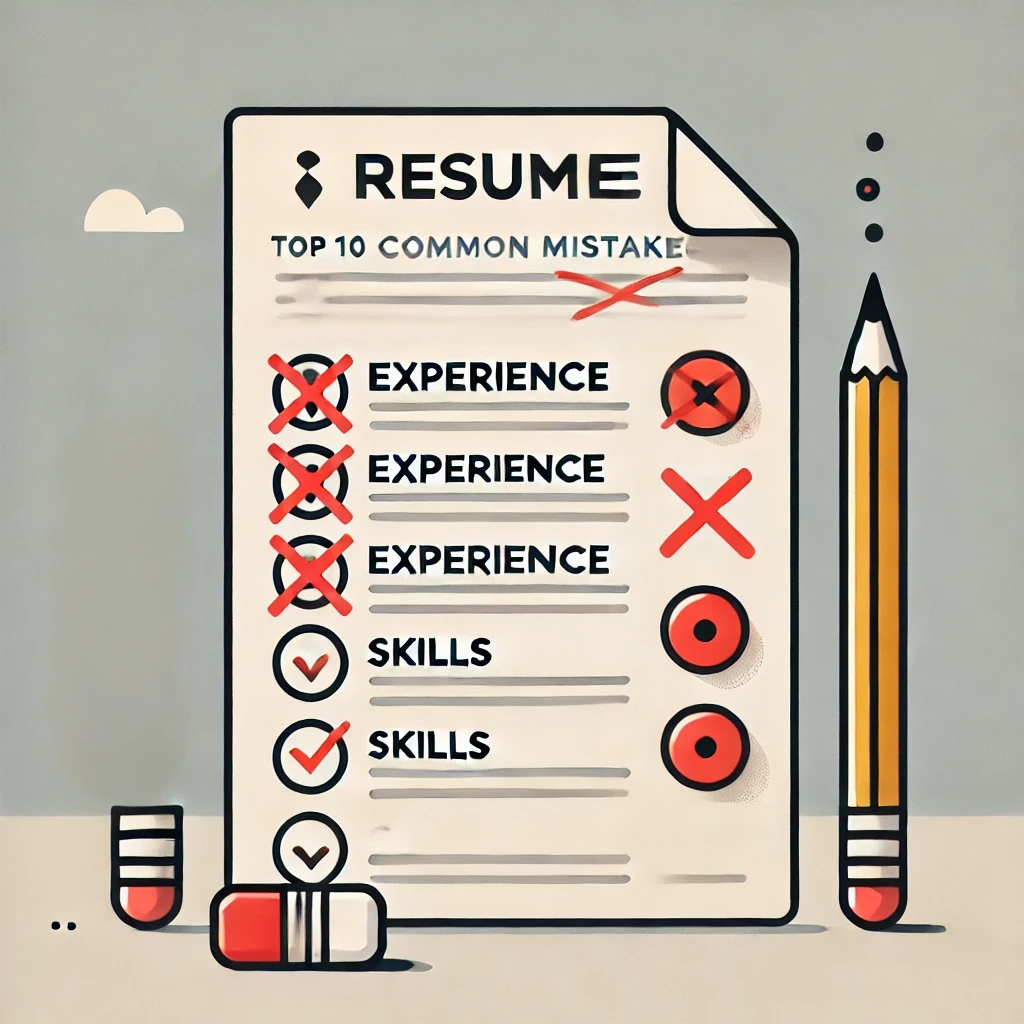 RESUME
TOP 10 COMMON MISTAKE
EXPERIENCE
EXPERIENCE
EXPERIENCE
SKILLS
SKILLS